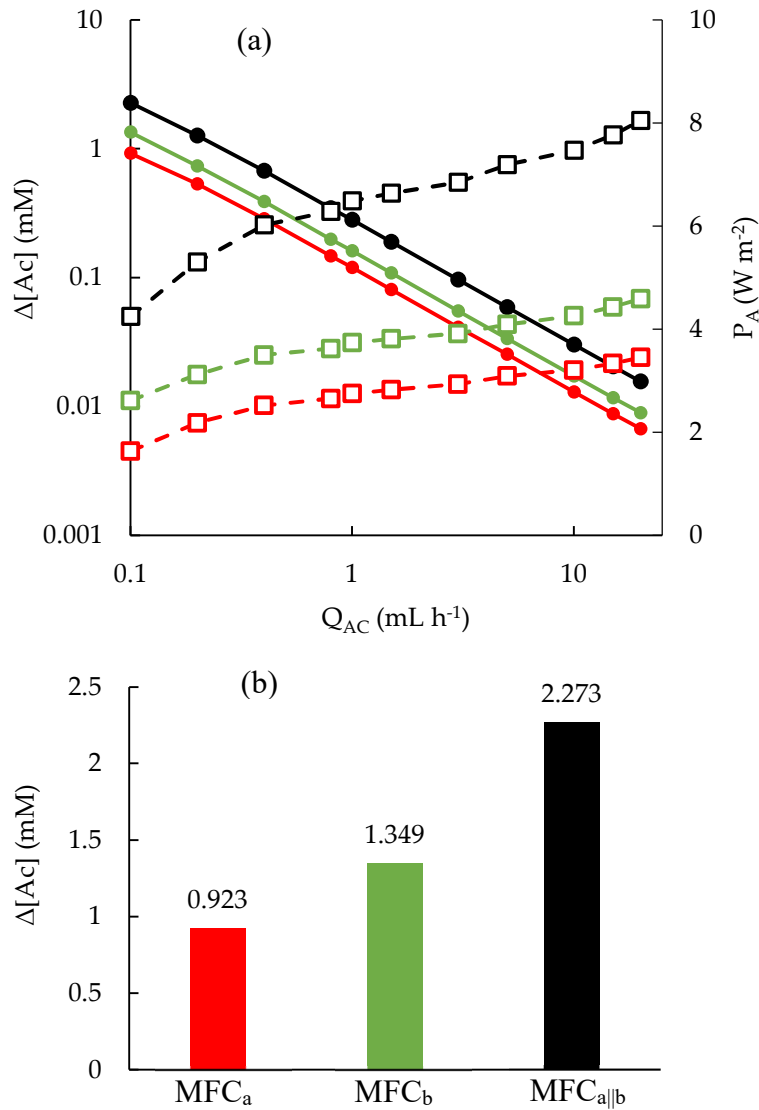 (a)
10
1
0.1
0.01
0.001
Δ[Ac] (mM)
10
8
6
4
2
0
P_A (W m⁻²)
0.1
1
10
Q_AC (mL h⁻¹)
(b)
2.5
2
1.5
1
0.5
0
Δ[Ac] (mM)
0.923
1.349
2.273
MFCₐ
MFC_b
MFC_a||b